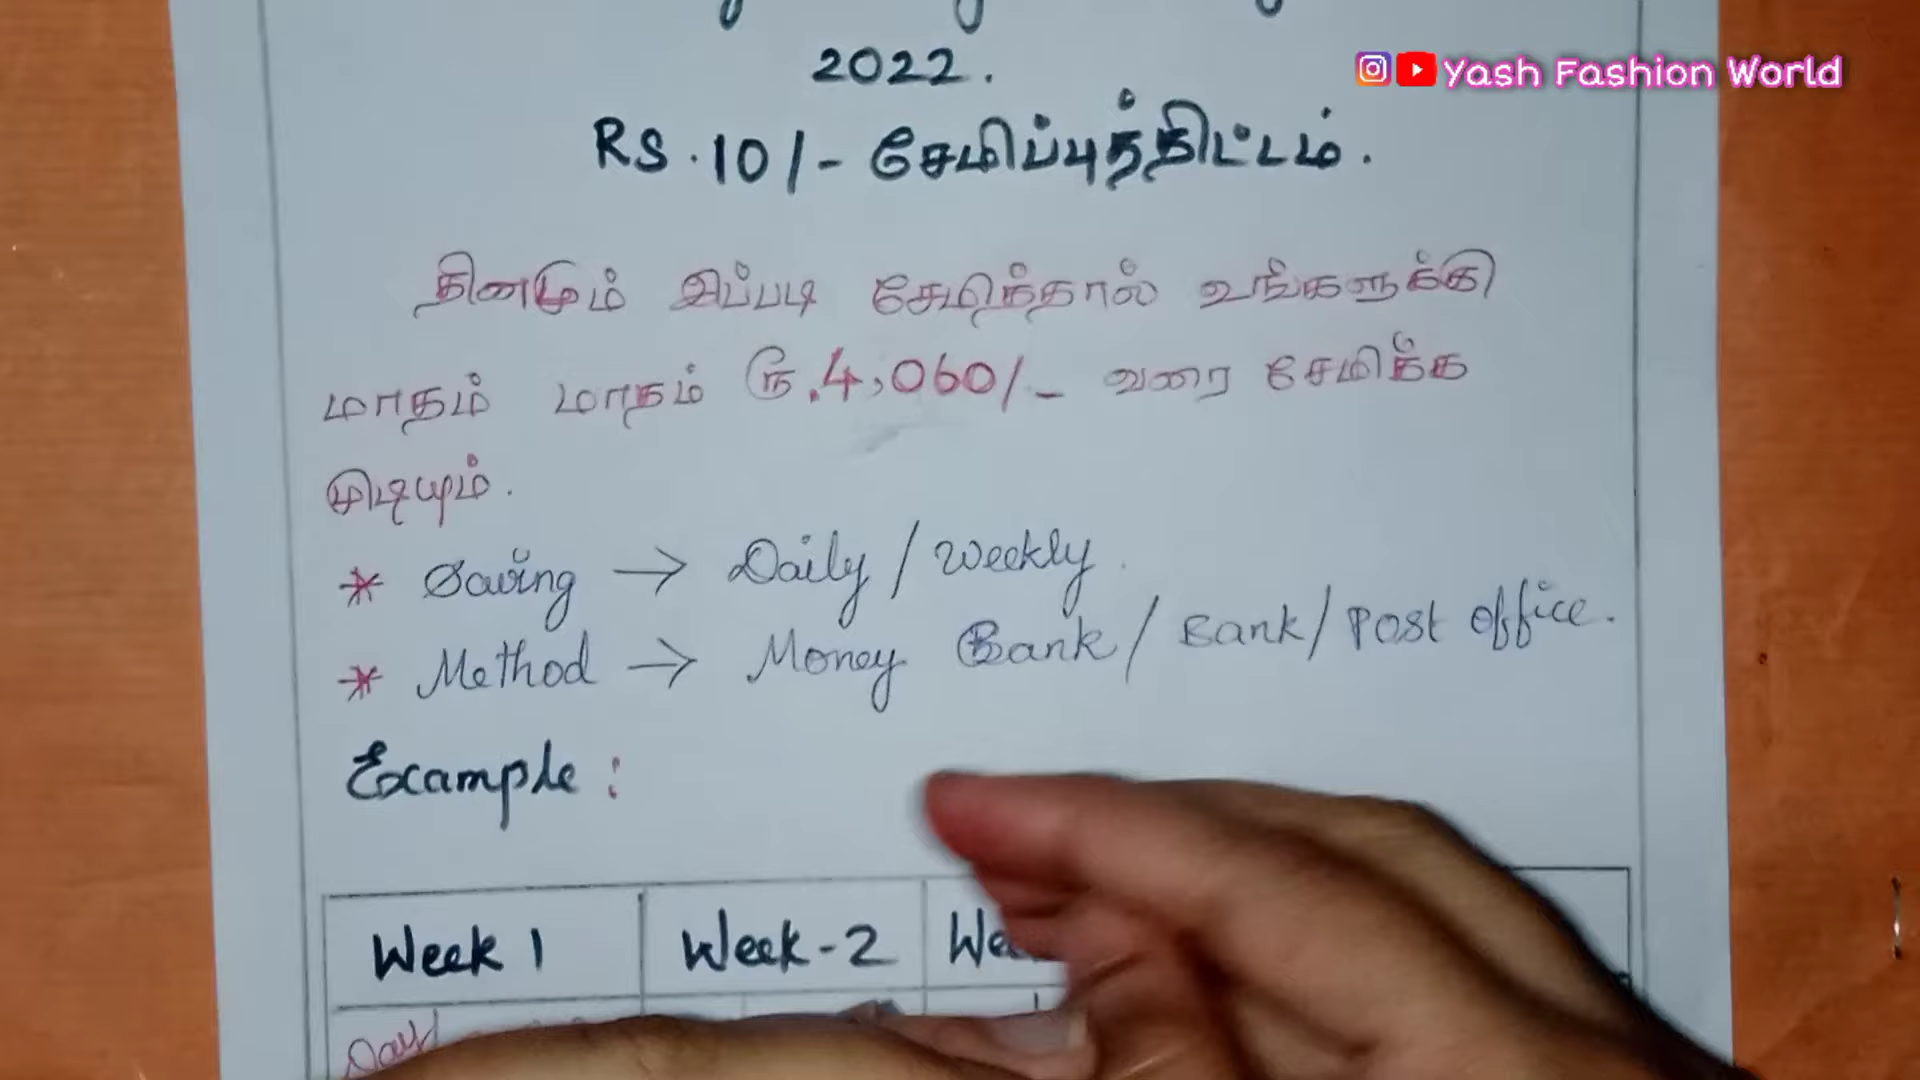 2022.
Yash Fashion World
RS.10/- சேமிப்புத்திட்டம்.
தினமும் இப்படி சேமித்தால் உங்களுக்கு
மாதம் மாதம் ரூ.4,060/- வரை சேமிக்க
முடியும்.
* Saving → Daily / Weekly.
* Method → Money Bank / Bank / Post office.
Example :
Week 1 Week-2
Day